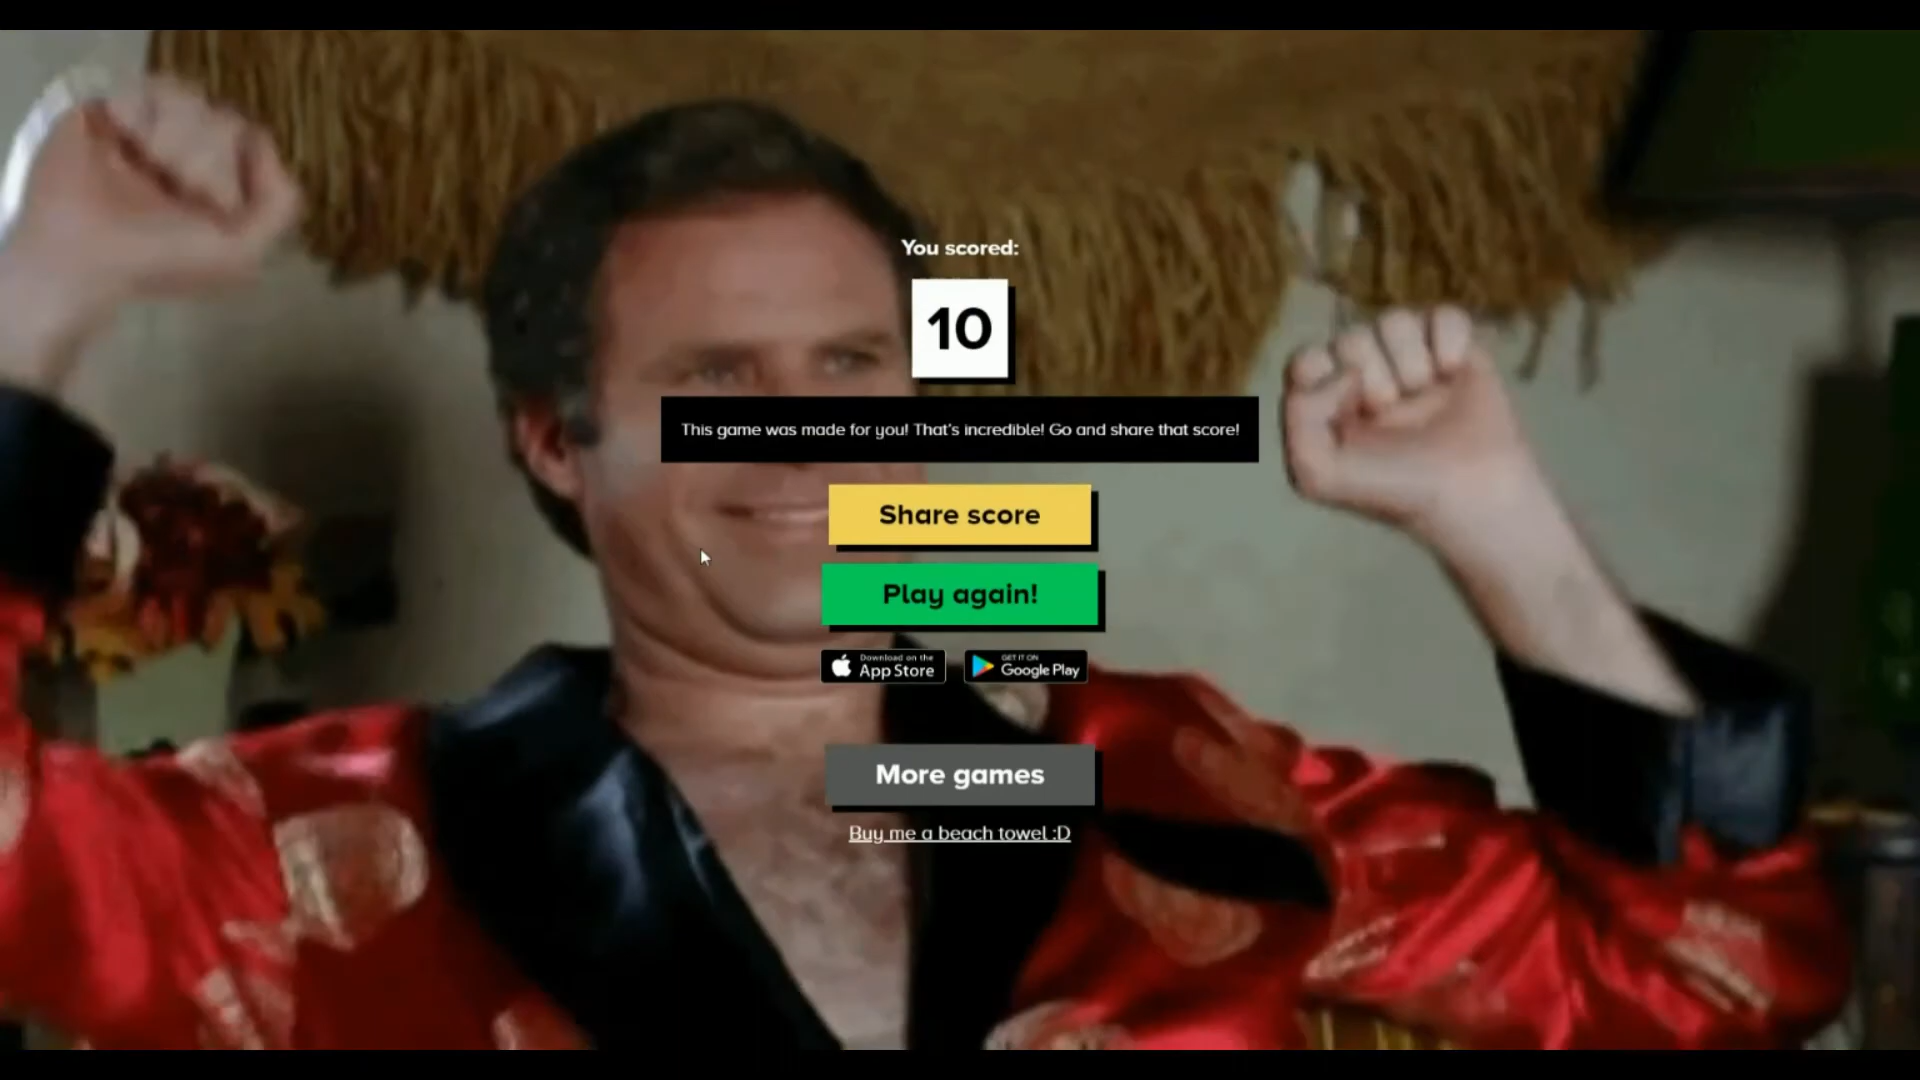 You scored:
10
This game was made for you! That's incredible! Go and share that score!
Share score
Play again!
Download on the
App Store
GET IT ON
Google Play
More games
Buy me a beach towel :D